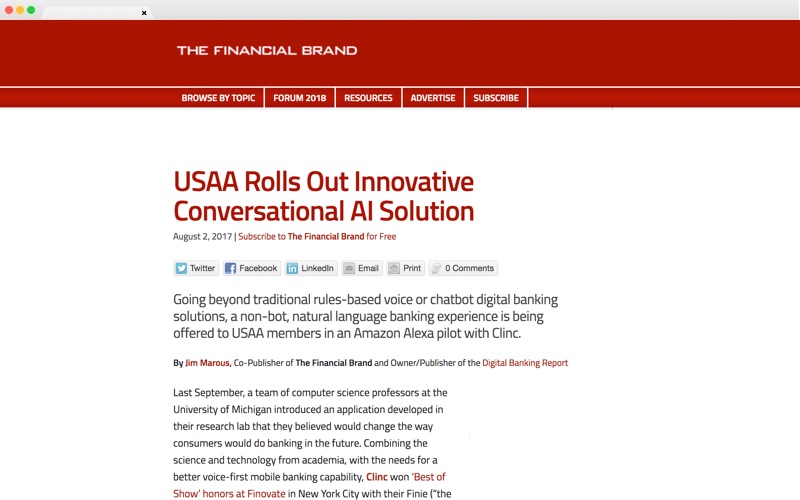 THE FINANCIAL BRAND
BROWSE BY TOPIC FORUM 2018 RESOURCES ADVERTISE SUBSCRIBE
USAA Rolls Out Innovative
Conversational AI Solution
August 2, 2017 | Subscribe to The Financial Brand for Free
Twitter Facebook LinkedIn Email Print 0 Comments
Going beyond traditional rules-based voice or chatbot digital banking
solutions, a non-bot, natural language banking experience is being
offered to USAA members in an Amazon Alexa pilot with Clinc.
By Jim Marous, Co-Publisher of The Financial Brand and Owner/Publisher of the Digital Banking Report
Last September, a team of computer science professors at the
University of Michigan introduced an application developed in
their research lab that they believed would change the way
consumers would do banking in the future. Combining the
science and technology from academia, with the needs for a
better voice-first mobile banking capability, Clinc won ‘Best of
Show’ honors at Finovate in New York City with their Finie (“the